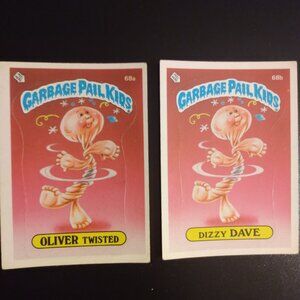 68a
GARBAGE PAIL KIDS
OLIVER TWISTED
68b
GARBAGE PAIL KIDS
DIZZY DAVE